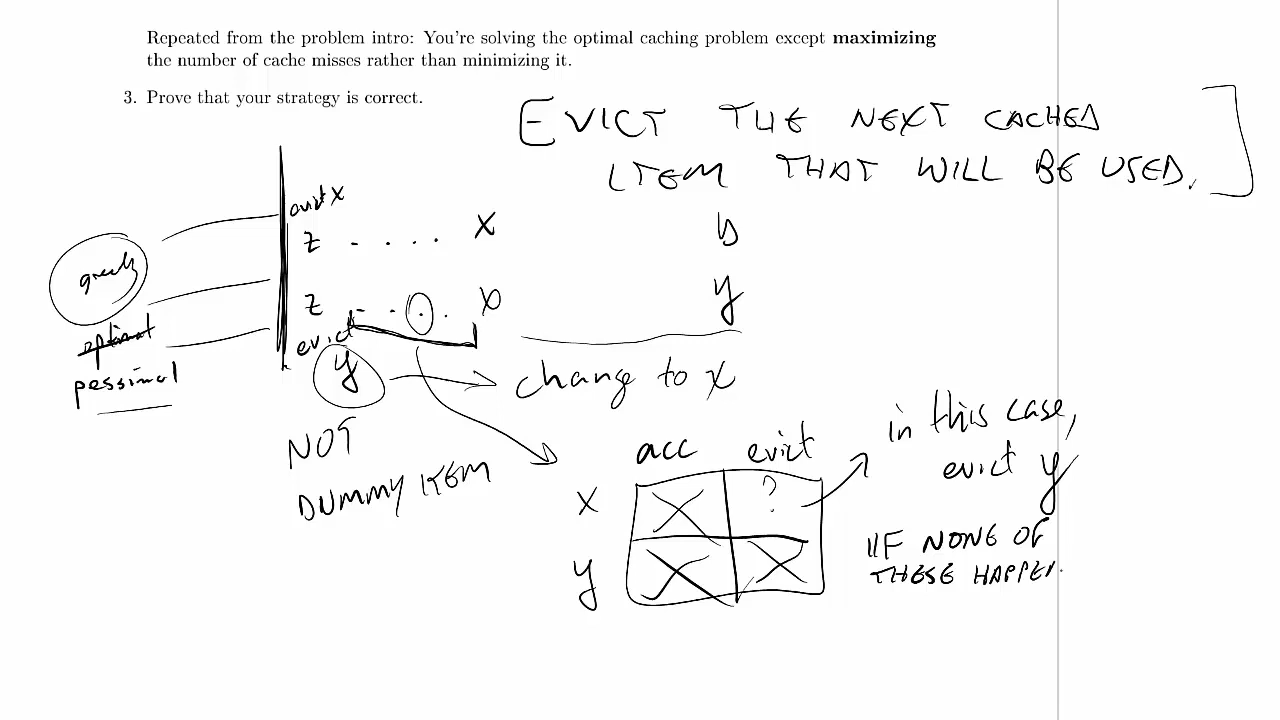 Repeated from the problem intro: You're solving the optimal caching problem except maximizing
the number of cache misses rather than minimizing it.
3. Prove that your strategy is correct.
EVICT THE NEXT CACHED
ITEM THAT WILL BE USED.
evict x
z . . . . x
y
greedy
z . . . . x
y
optimal
evict
y
pessimal
change to x
NOT
DUMMY ITEM
acc evict
x ?
y
in this case,
evict y
IF NONE OF
THESE HAPPEN.